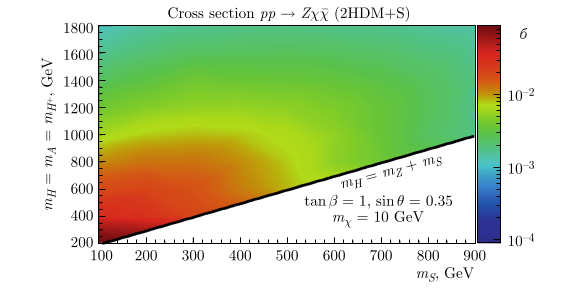 Cross section pp → Zχχ̄ (2HDM+S)
m_H = m_A = m_{H⁺}, GeV
1800
1600
1400
1200
1000
800
600
400
200
100 200 300 400 500 600 700 800 900
m_S, GeV
m_H = m_Z + m_S
tan β = 1, sin θ = 0.35
m_χ = 10 GeV
б
10⁻²
10⁻³
10⁻⁴